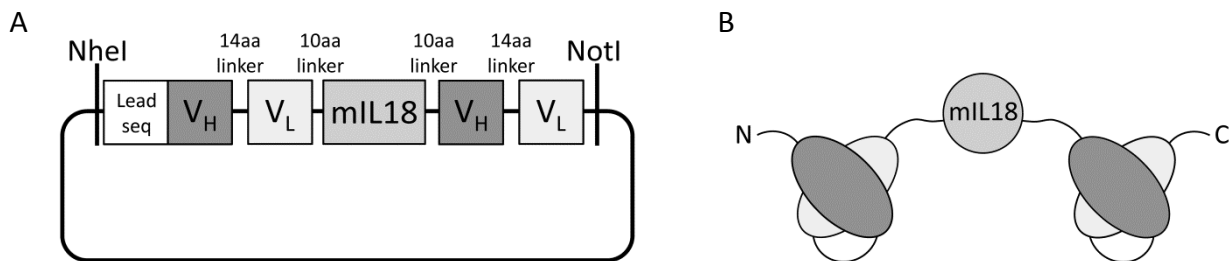 A
B
NheI
14aa
linker
10aa
linker
10aa
linker
14aa
linker
NotI
Lead
seq
VH
VL
mIL18
VH
VL
N
mIL18
C